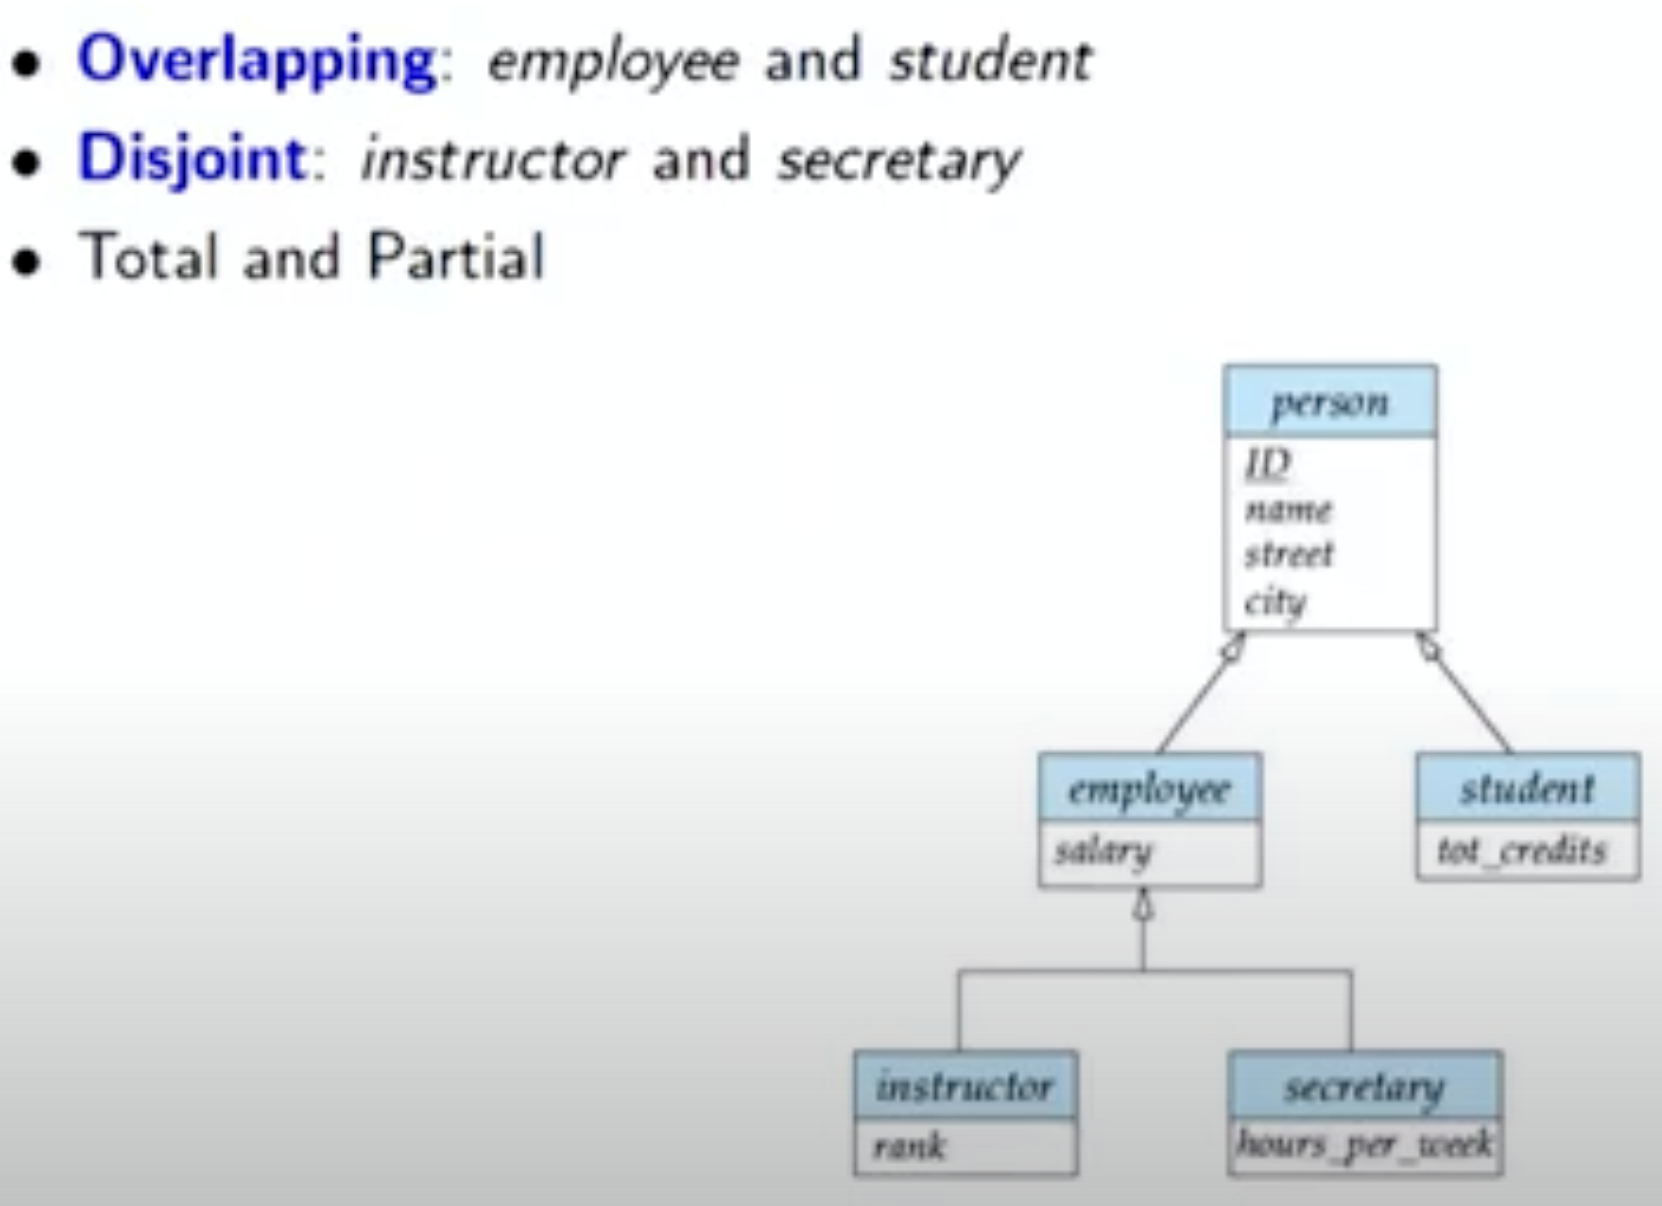 • Overlapping: employee and student
• Disjoint: instructor and secretary
• Total and Partial
person
ID
name
street
city
employee
salary
student
tot_credits
instructor
rank
secretary
hours_per_week